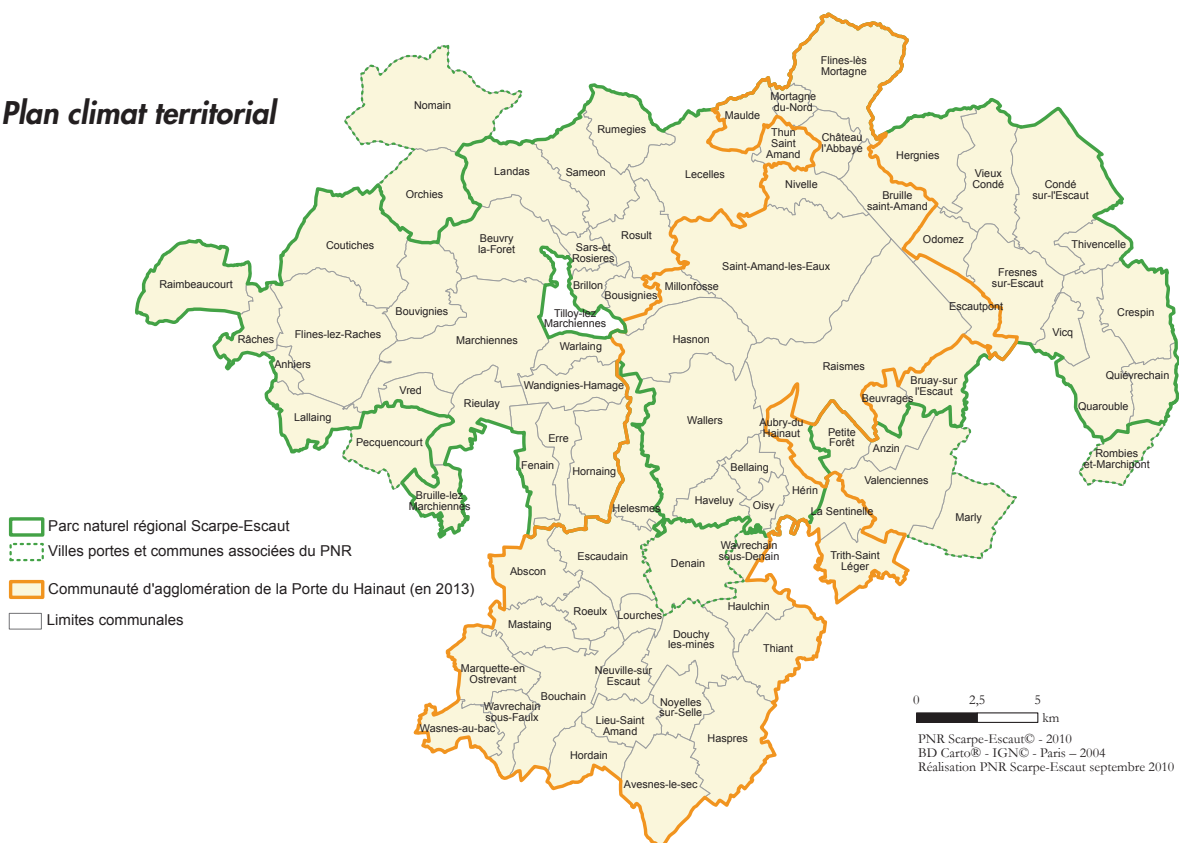 Plan climat territorial
Flines-lès
Mortagne
Nomain
Mortagne
du-Nord
Maulde
Rumegies
Thun
Saint
Amand
Château
l'Abbaye
Hergnies
Landas
Sameon
Lecelles
Vieux
Condé
Condé
sur-l'Escaut
Nivelle
Orchies
Bruille
saint-Amand
Rosult
Odomez
Coutiches
Beuvry
la-Foret
Thivencelle
Sars-et
Rosieres
Saint-Amand-les-Eaux
Fresnes
sur-Escaut
Raimbeaucourt
Brillon
Bousignies
Millonfosse
Escautpont
Bouvignies
Tilloy-lez
Marchiennes
Crespin
Râches
Flines-lez-Raches
Marchiennes
Warlaing
Hasnon
Vicq
Anhiers
Raismes
Quiévrechain
Vred
Wandignies-Hamage
Bruay-sur
l'Escaut
Beuvrages
Rieulay
Quarouble
Lallaing
Wallers
Aubry-du
Hainaut
Petite
Forêt
Pecquencourt
Erre
Anzin
Fenain
Hornaing
Bellaing
Rombies
et-Marchipont
Valenciennes
Bruille-lez
Marchiennes
Haveluy
Oisy
Hérin
Helesmes
La Sentinelle
Marly
Parc naturel régional Scarpe-Escaut
Villes portes et communes associées du PNR
Communauté d'agglomération de la Porte du Hainaut (en 2013)
Limites communales
Escaudain
Denain
Wavrechain
sous-Denain
Trith-Saint
Léger
Abscon
Roeulx
Lourches
Haulchin
Mastaing
Douchy
les-mines
Thiant
Marquette-en
Ostrevant
Neuville-sur
Escaut
Bouchain
Wavrechain
sous-Faulx
Noyelles
sur-Selle
Wasnes-au-bac
Lieu-Saint
Amand
Haspres
Hordain
Avesnes-le-sec
0 2,5 5
km
PNR Scarpe-Escaut© - 2010
BD Carto® - IGN© - Paris – 2004
Réalisation PNR Scarpe-Escaut septembre 2010